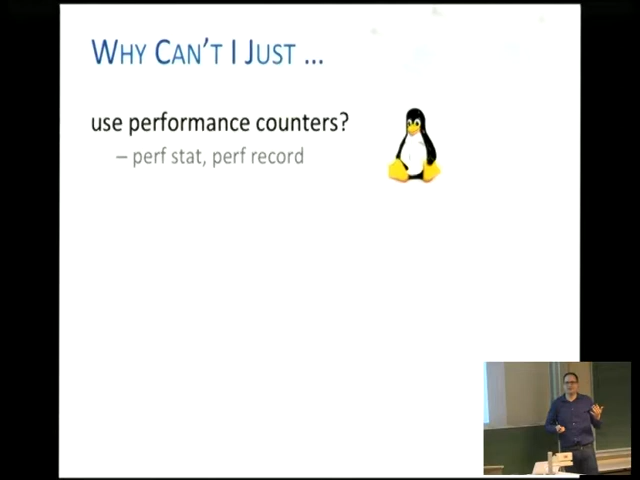 WHY CAN'T I JUST ...
use performance counters?
– perf stat, perf record